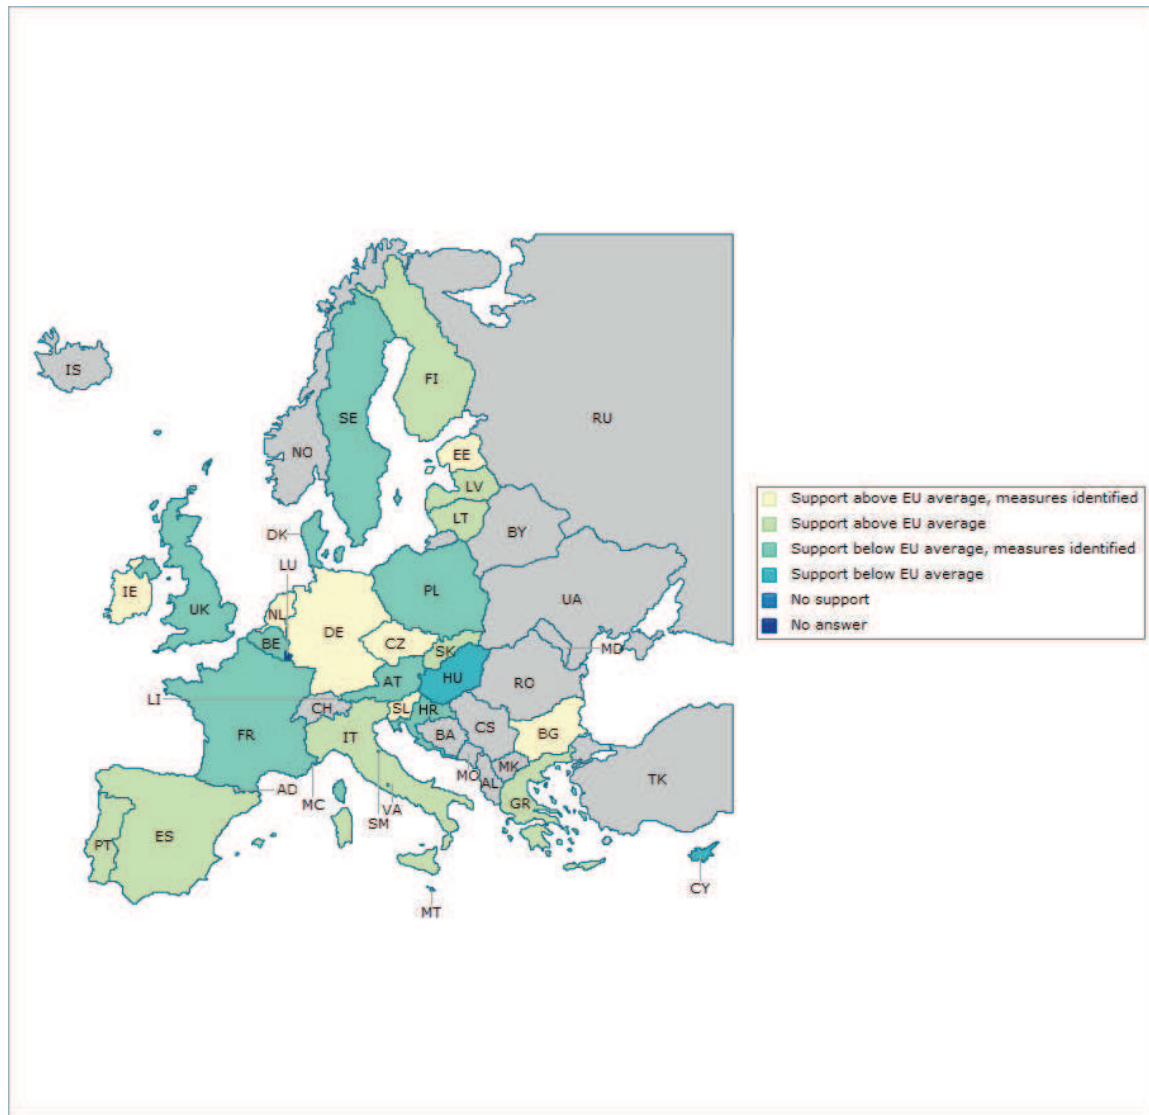 IS
FI
SE
RU
NO
EE
LV
LT
BY
DK
LU
IE
UK
NL
PL
UA
DE
BE
CZ
SK
MD
LI
AT
HU
RO
CH
SL
HR
FR
IT
BA
CS
BG
MO
MK
AL
TK
AD
MC
VA
SM
GR
PT
ES
CY
MT
Support above EU average, measures identified
Support above EU average
Support below EU average, measures identified
Support below EU average
No support
No answer